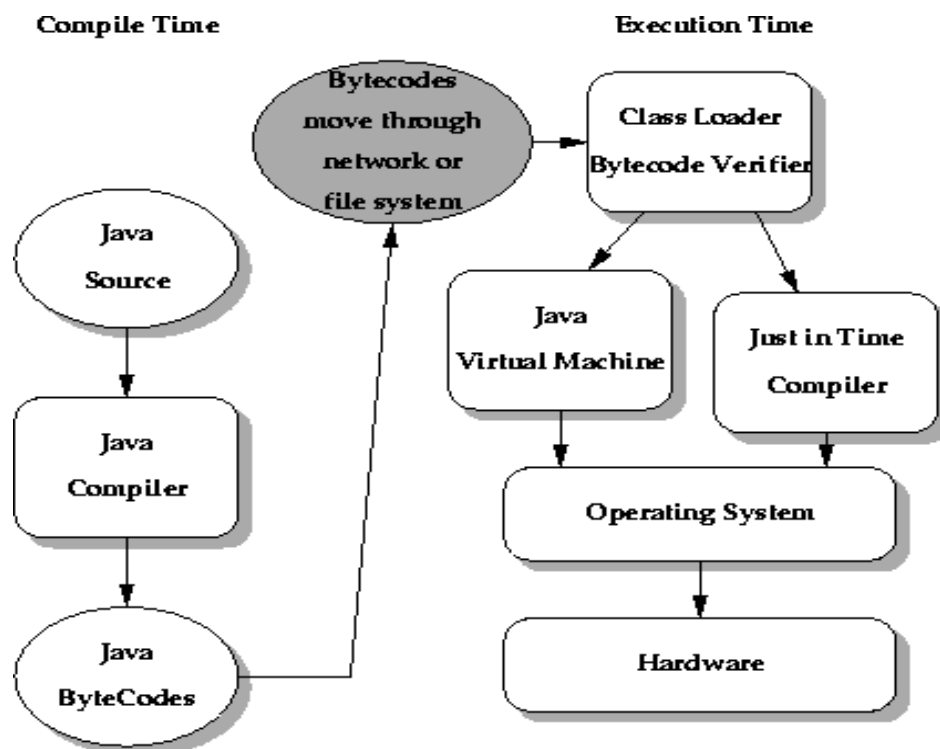 Compile Time
Execution Time
Bytecodes
move through
network or
file system
Class Loader
Bytecode Verifier
Java
Source
Java
Virtual Machine
Just in Time
Compiler
Java
Compiler
Operating System
Java
ByteCodes
Hardware